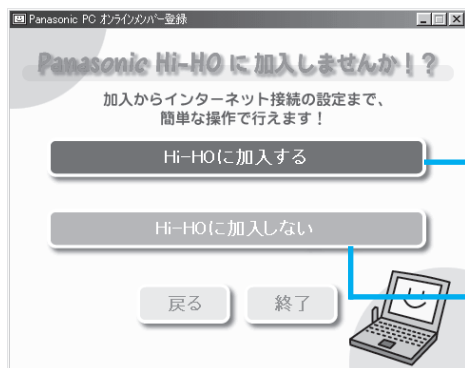 Panasonic PC オンラインメンバー登録
Panasonic Hi-HO に加入しませんか！？
加入からインターネット接続の設定まで、
簡単な操作で行えます！
Hi-HOに加入する
Hi-HOに加入しない
戻る
終了